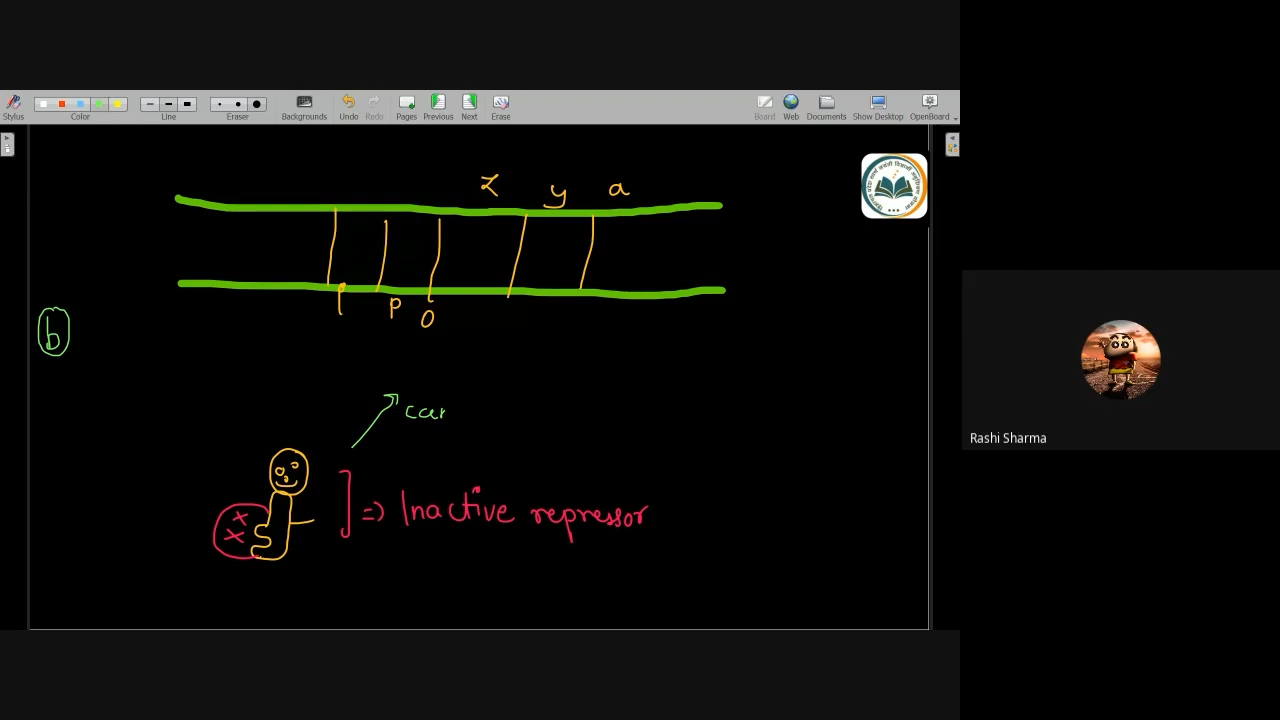 Stylus
Color
Line
Eraser
Backgrounds
Undo
Redo
Pages
Previous
Next
Erase
Board
Web
Documents
Show Desktop
OpenBoard
z y a
P O
b
can
x
x
] => Inactive repressor
Rashi Sharma